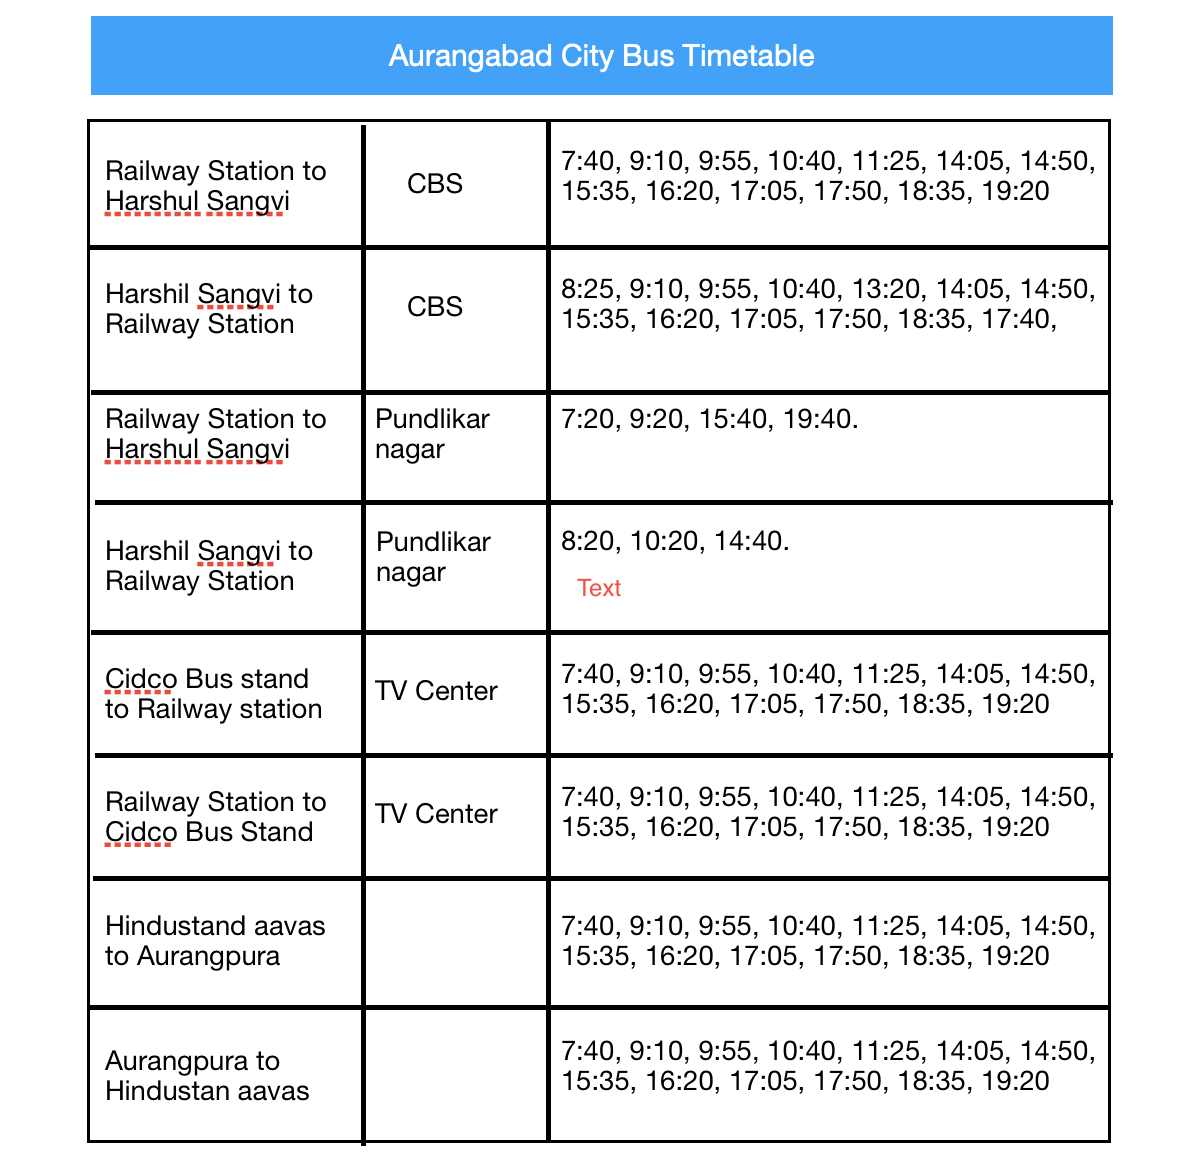 Aurangabad City Bus Timetable
Railway Station to
Harshul Sangvi
CBS
7:40, 9:10, 9:55, 10:40, 11:25, 14:05, 14:50,
15:35, 16:20, 17:05, 17:50, 18:35, 19:20
Harshil Sangvi to
Railway Station
CBS
8:25, 9:10, 9:55, 10:40, 13:20, 14:05, 14:50,
15:35, 16:20, 17:05, 17:50, 18:35, 17:40,
Railway Station to
Harshul Sangvi
Pundlikar
nagar
7:20, 9:20, 15:40, 19:40.
Harshil Sangvi to
Railway Station
Pundlikar
nagar
8:20, 10:20, 14:40.
Text
Cidco Bus stand
to Railway station
TV Center
7:40, 9:10, 9:55, 10:40, 11:25, 14:05, 14:50,
15:35, 16:20, 17:05, 17:50, 18:35, 19:20
Railway Station to
Cidco Bus Stand
TV Center
7:40, 9:10, 9:55, 10:40, 11:25, 14:05, 14:50,
15:35, 16:20, 17:05, 17:50, 18:35, 19:20
Hindustand aavas
to Aurangpura
7:40, 9:10, 9:55, 10:40, 11:25, 14:05, 14:50,
15:35, 16:20, 17:05, 17:50, 18:35, 19:20
Aurangpura to
Hindustan aavas
7:40, 9:10, 9:55, 10:40, 11:25, 14:05, 14:50,
15:35, 16:20, 17:05, 17:50, 18:35, 19:20